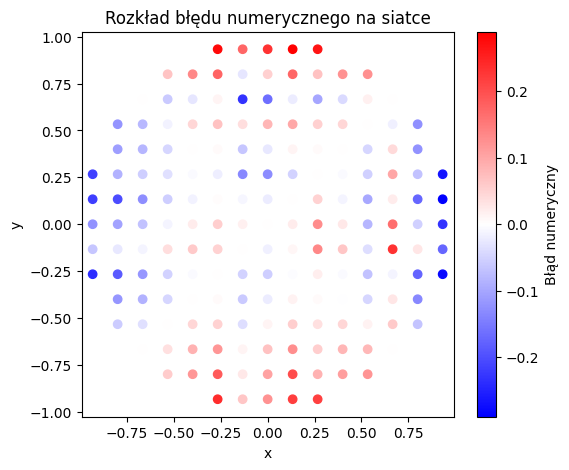 Rozkład błędu numerycznego na siatce
1.00
0.75
0.50
0.25
0.00
−0.25
−0.50
−0.75
−1.00
y
−0.75 −0.50 −0.25 0.00 0.25 0.50 0.75
x
0.2
0.1
0.0
−0.1
−0.2
Błąd numeryczny